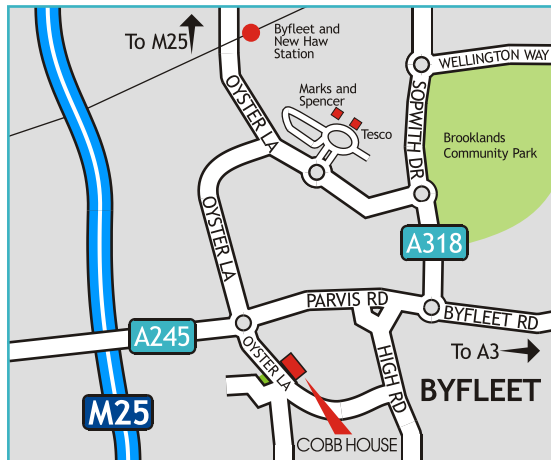 To M25
Byfleet and
New Haw
Station
WELLINGTON WAY
OYSTER LA
Marks and
Spencer
SOPWITH DR
Tesco
Brooklands
Community Park
OYSTER LA
A318
PARVIS RD
BYFLEET RD
A245
OYSTER LA
HIGH RD
To A3
BYFLEET
M25
COBB HOUSE